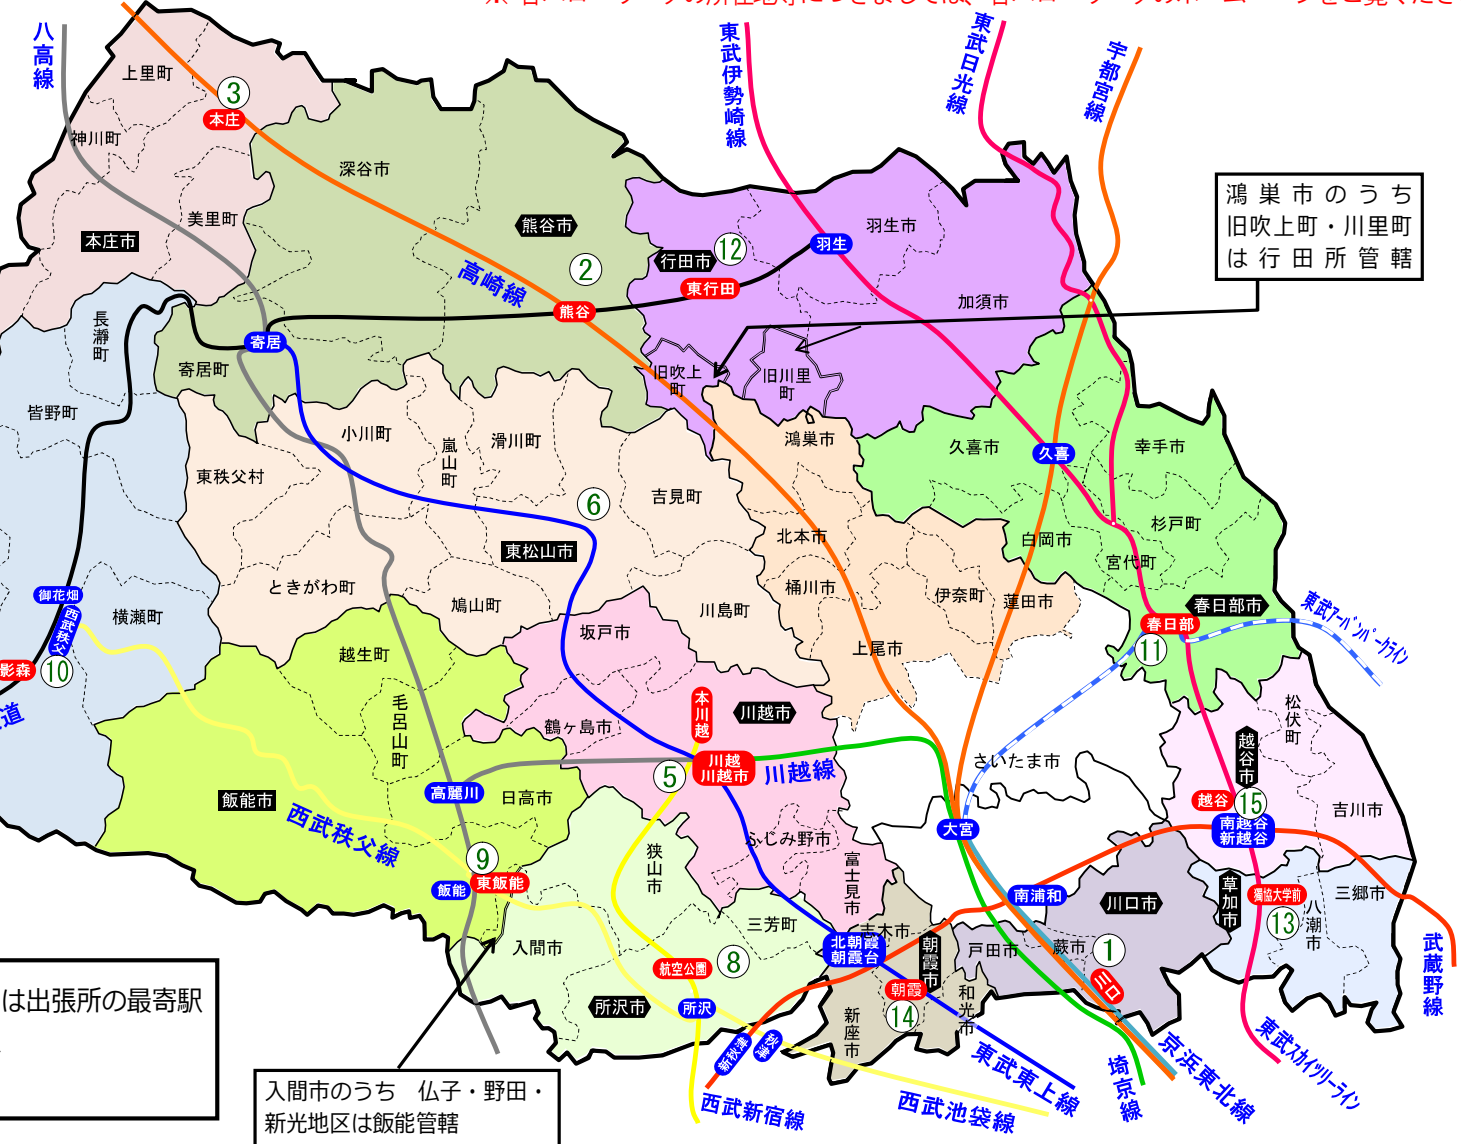 八高線
上里町
③
本庄
神川町
美里町
本庄市
深谷市
熊谷市
②
高崎線
熊谷
東武伊勢崎線
東武日光線
宇都宮線
羽生市
羽生
⑫
行田市
東行田
加須市
鴻巣市のうち
旧吹上町・川里町
は行田所管轄
長瀞町
寄居
寄居町
皆野町
旧吹上町
旧川里町
小川町
嵐山町
滑川町
東秩父村
⑥
吉見町
東松山市
ときがわ町
鳩山町
川島町
鴻巣市
北本市
桶川市
伊奈町
蓮田市
上尾市
久喜市
久喜
幸手市
杉戸町
白岡市
宮代町
春日部市
春日部
⑪
東武アーバンパークライン
御花畑
西武秩父
横瀬町
影森
⑩
道
越生町
毛呂山町
坂戸市
鶴ヶ島市
本川越
川越市
川越
川越市
⑤
川越線
高麗川
日高市
飯能市
西武秩父線
⑨
飯能
東飯能
さいたま市
大宮
松伏町
越谷市
越谷
⑮
南越谷
新越谷
吉川市
ふじみ野市
富士見市
狭山市
三芳町
入間市
航空公園
⑧
所沢市
所沢
志木市
北朝霞
朝霞台
朝霞市
朝霞
⑭
新座市
和光市
南浦和
戸田市
蕨市
川口市
①
川口
草加市
獨協大学前
⑬
八潮市
三郷市
武蔵野線
新秋津
秋津
西武新宿線
西武池袋線
東武東上線
埼京線
京浜東北線
東武スカイツリーライン
は出張所の最寄駅
入間市のうち　仏子・野田・
新光地区は飯能管轄